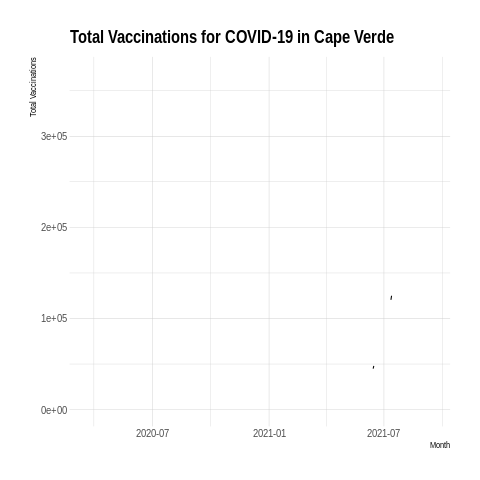 Total Vaccinations for COVID-19 in Cape Verde
Total Vaccinations
3e+05
2e+05
1e+05
0e+00
2020-07
2021-01
2021-07
Month